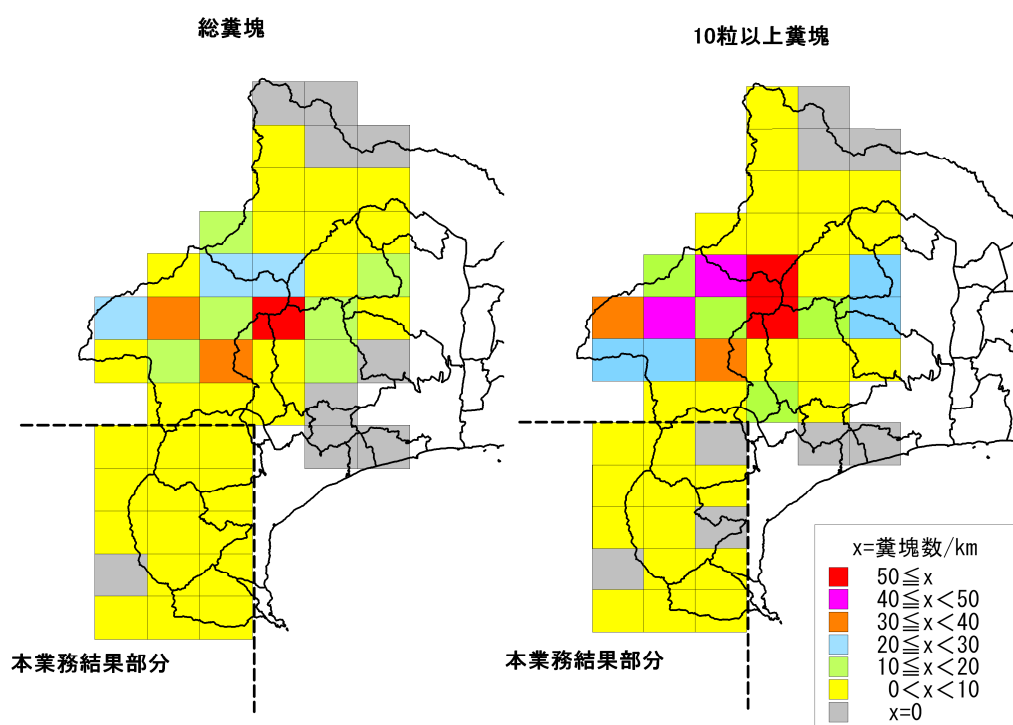 総糞塊
10粒以上糞塊
本業務結果部分
本業務結果部分
x=糞塊数/km
50≦x
40≦x<50
30≦x<40
20≦x<30
10≦x<20
0<x<10
x=0